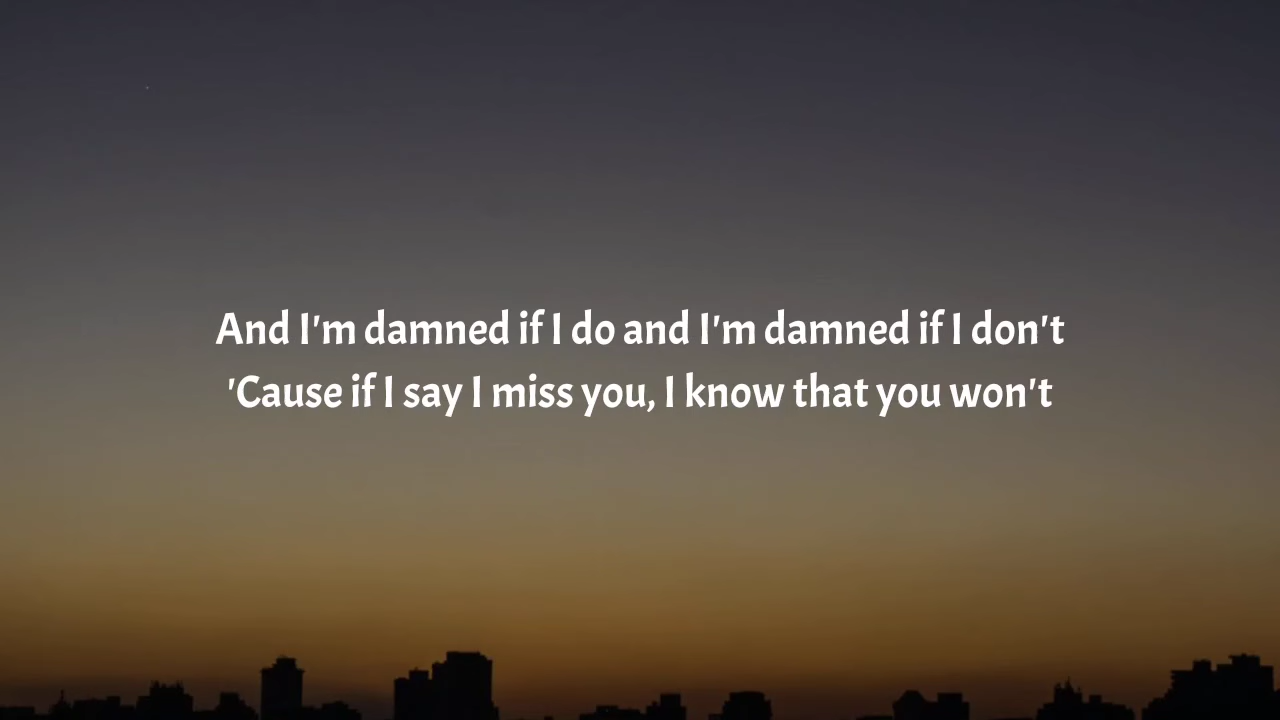 And I'm damned if I do and I'm damned if I don't
'Cause if I say I miss you, I know that you won't